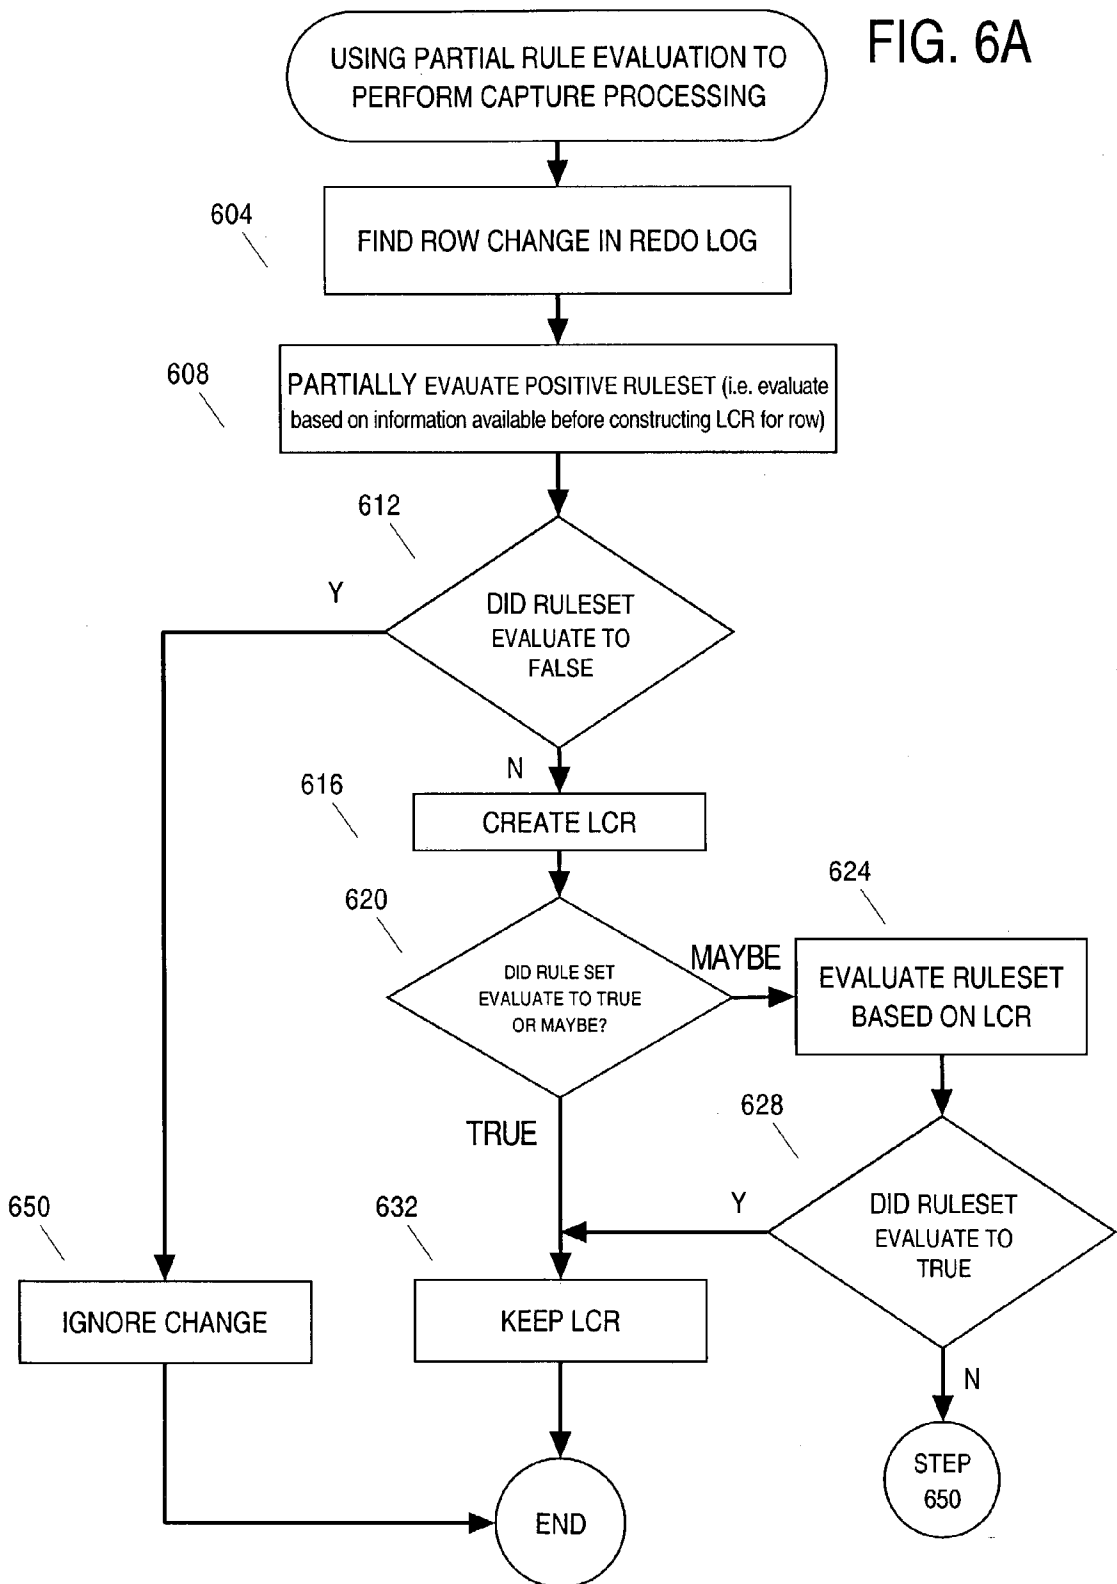 FIG. 6A
USING PARTIAL RULE EVALUATION TO
PERFORM CAPTURE PROCESSING
604
FIND ROW CHANGE IN REDO LOG
608
PARTIALLY EVAUATE POSITIVE RULESET (i.e. evaluate
based on information available before constructing LCR for row)
612
Y
DID RULESET
EVALUATE TO
FALSE
N
616
CREATE LCR
620
DID RULE SET
EVALUATE TO TRUE
OR MAYBE?
MAYBE
624
EVALUATE RULESET
BASED ON LCR
TRUE
628
DID RULESET
EVALUATE TO
TRUE
Y
650
IGNORE CHANGE
632
KEEP LCR
N
STEP
650
END